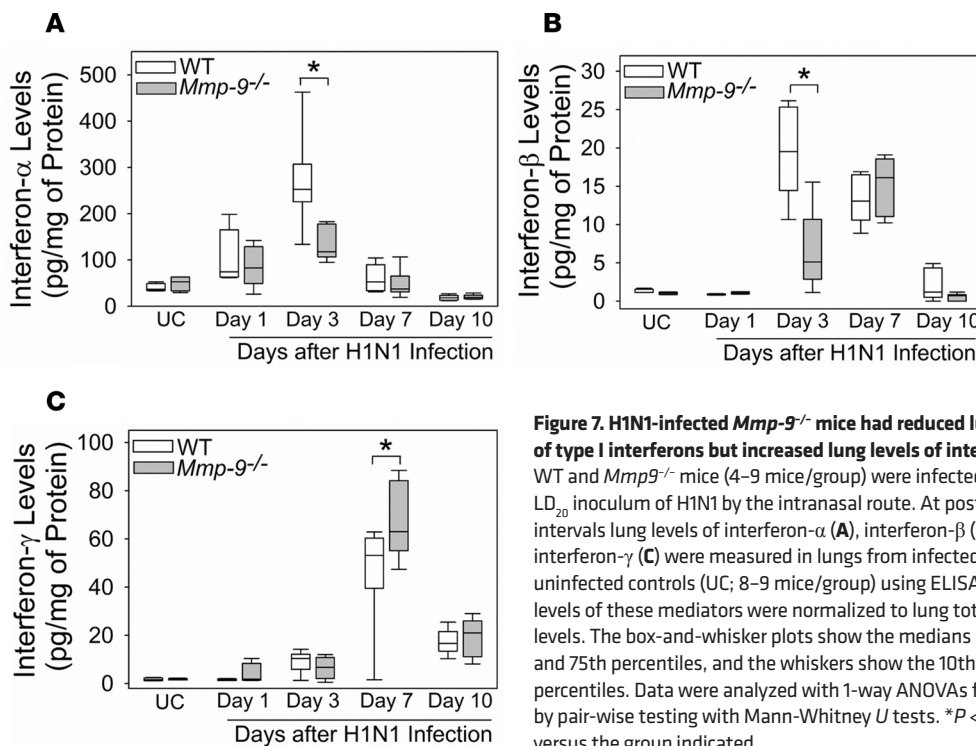 A
Interferon-α Levels
(pg/mg of Protein)
500
400
300
200
100
0
WT
Mmp-9-/-
*
UC Day 1 Day 3 Day 7 Day 10
Days after H1N1 Infection
B
Interferon-β Levels
(pg/mg of Protein)
30
25
20
15
10
5
0
WT
Mmp-9-/-
*
UC Day 1 Day 3 Day 7 Day 10
Days after H1N1 Infection
C
Interferon-γ Levels
(pg/mg of Protein)
100
80
60
40
20
0
WT
Mmp-9-/-
*
UC Day 1 Day 3 Day 7 Day 10
Days after H1N1 Infection
Figure 7. H1N1-infected Mmp-9-/- mice had reduced
of type I interferons but increased lung levels of
WT and Mmp9-/- mice (4–9 mice/group) were infected
LD20 inoculum of H1N1 by the intranasal route. At
intervals lung levels of interferon-α (A), interferon-β (
interferon-γ (C) were measured in lungs from infected
uninfected controls (UC; 8–9 mice/group) using ELISA
levels of these mediators were normalized to lung
levels. The box-and-whisker plots show the medians
and 75th percentiles, and the whiskers show the 10th
percentiles. Data were analyzed with 1-way ANOVAs
by pair-wise testing with Mann-Whitney U tests. *P <
versus the group indicated